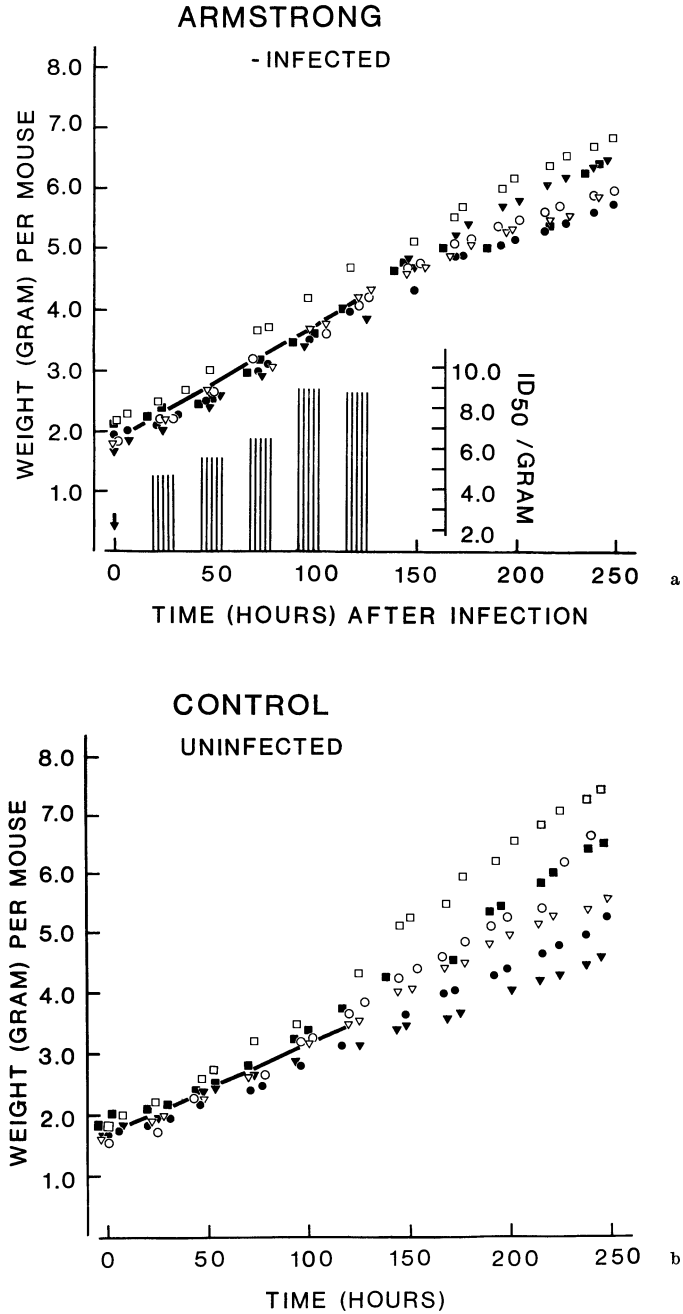 ARMSTRONG
-INFECTED
8.0
7.0
6.0
5.0
4.0
3.0
2.0
1.0
WEIGHT (GRAM) PER MOUSE
10.0
8.0
6.0
4.0
2.0
ID50 /GRAM
0 50 100 150 200 250
a
TIME (HOURS) AFTER INFECTION
CONTROL
UNINFECTED
8.0
7.0
6.0
5.0
4.0
3.0
2.0
1.0
WEIGHT (GRAM) PER MOUSE
0 50 100 150 200 250
b
TIME (HOURS)